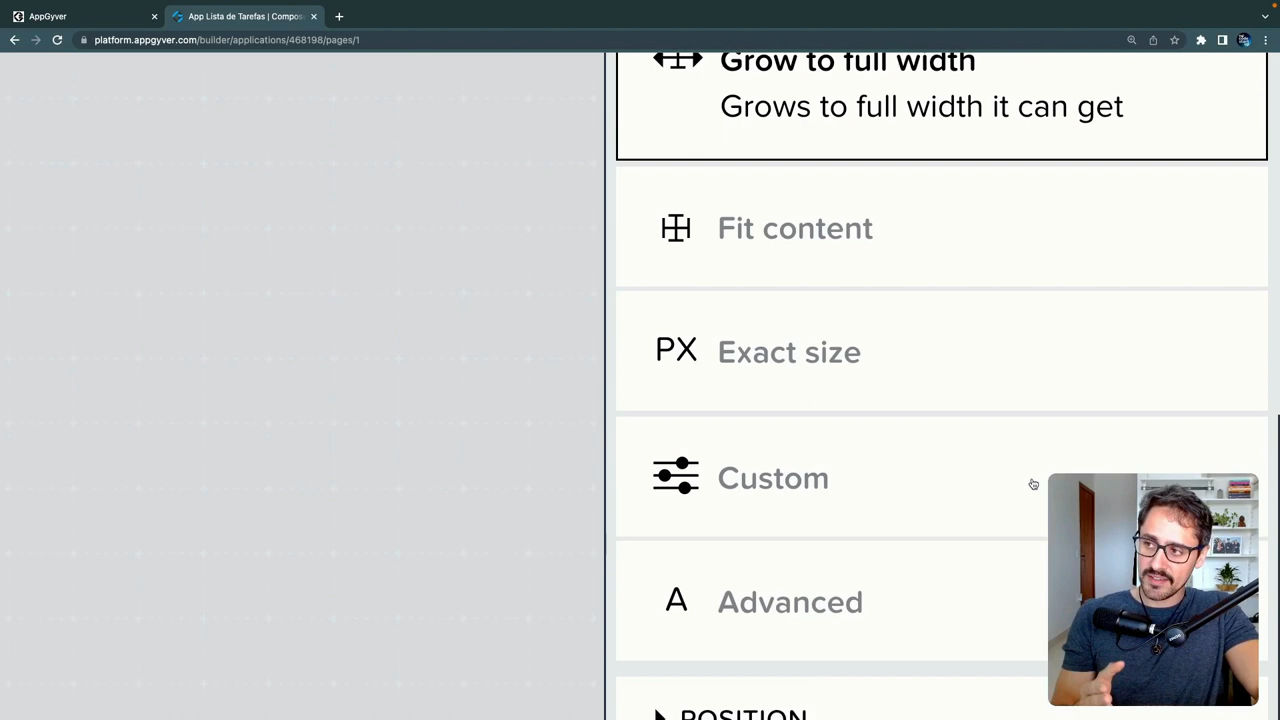 AppGyver
App Lista de Tarefas | Compos
platform.appgyver.com/builder/applications/468198/pages/1
Grow to full width
Grows to full width it can get
Fit content
PX Exact size
Custom
A Advanced
POSITION